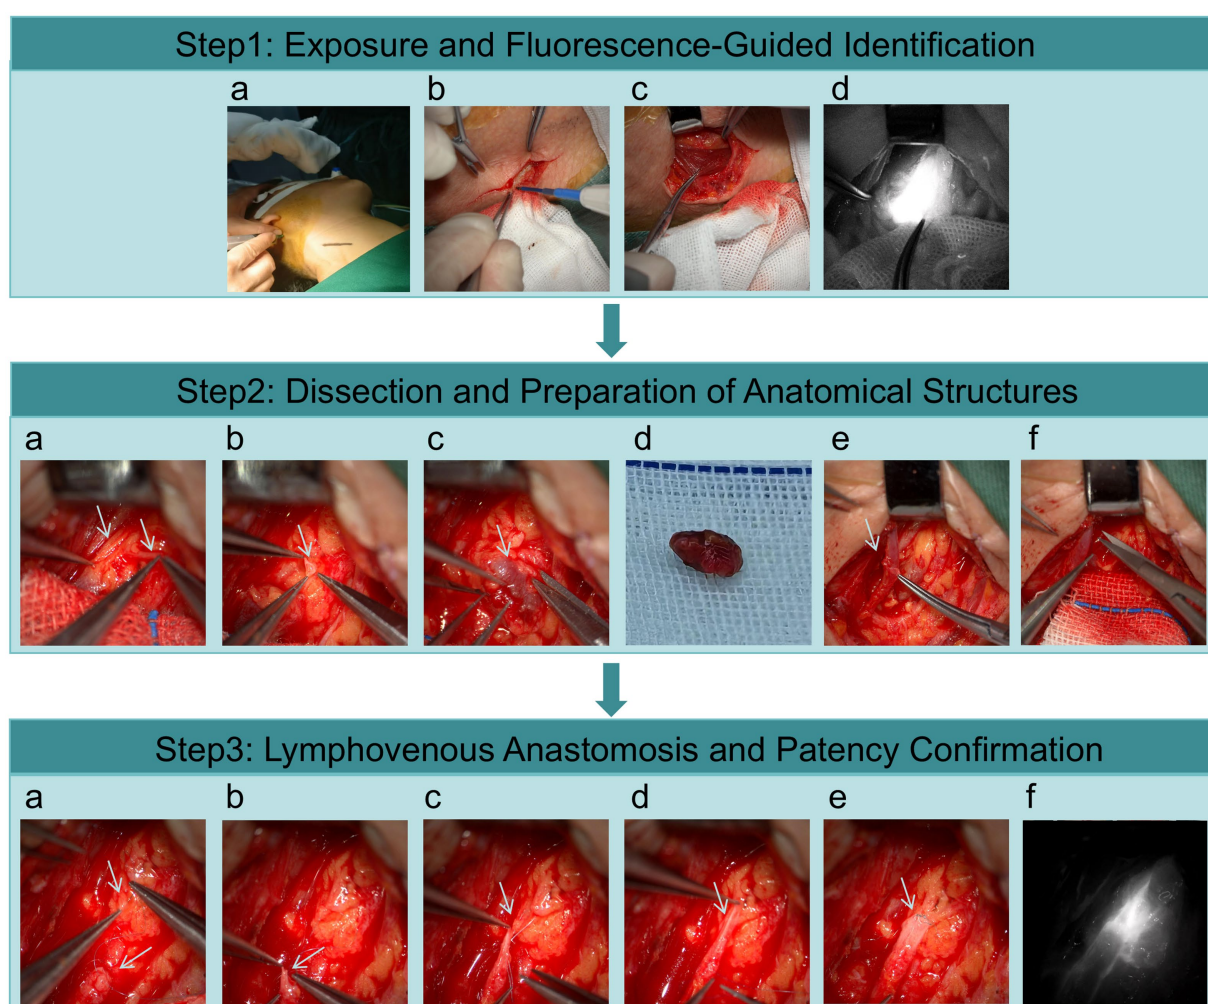 Step1: Exposure and Fluorescence-Guided Identification
a b c d
Step2: Dissection and Preparation of Anatomical Structures
a b c d e f
Step3: Lymphovenous Anastomosis and Patency Confirmation
a b c d e f